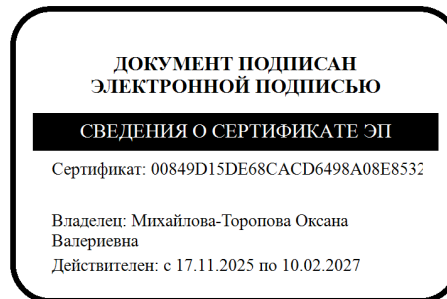 ДОКУМЕНТ ПОДПИСАН
ЭЛЕКТРОННОЙ ПОДПИСЬЮ
СВЕДЕНИЯ О СЕРТИФИКАТЕ ЭП
Сертификат: 00849D15DE68CACD6498A08E8532
Владелец: Михайлова-Торопова Оксана
Валериевна
Действителен: с 17.11.2025 по 10.02.2027